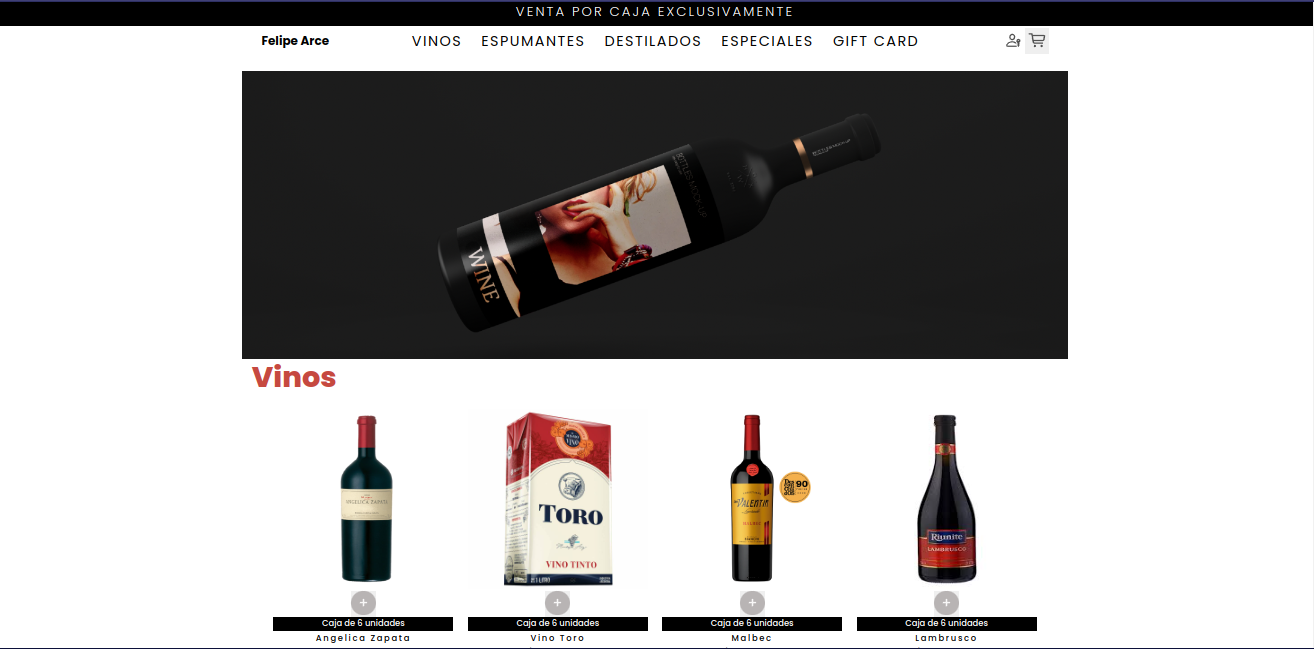 VENTA POR CAJA EXCLUSIVAMENTE
Felipe Arce
VINOS ESPUMANTES DESTILADOS ESPECIALES GIFT CARD
WINE
Vinos
ANGELICA ZAPATA
TORO
VINO TINTO
VALENTIN
90
MALBEC
Riunite
LAMBRUSCO
Caja de 6 unidades Caja de 6 unidades Caja de 6 unidades Caja de 6 unidades
Angelica Zapata Vino Toro Malbec Lambrusco